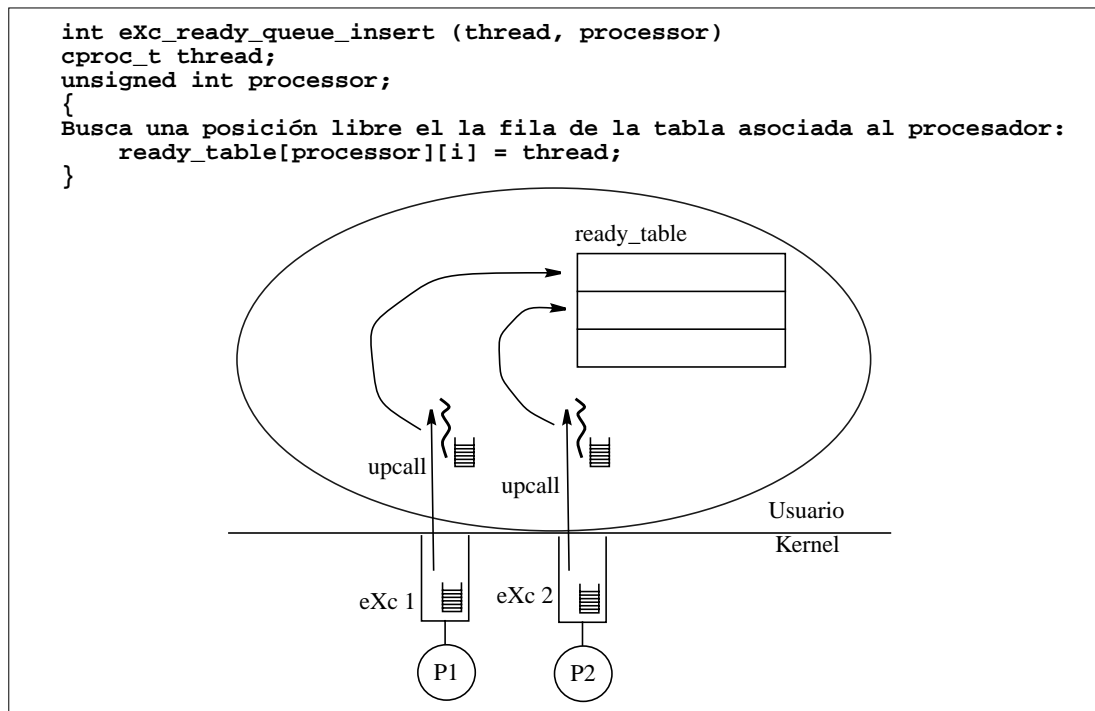 int eXc_ready_queue_insert (thread, processor)
cproc_t thread;
unsigned int processor;
{
Busca una posición libre el la fila de la tabla asociada al procesador:
ready_table[processor][i] = thread;
}
ready_table
upcall
upcall
Usuario
Kernel
eXc 1
eXc 2
P1
P2